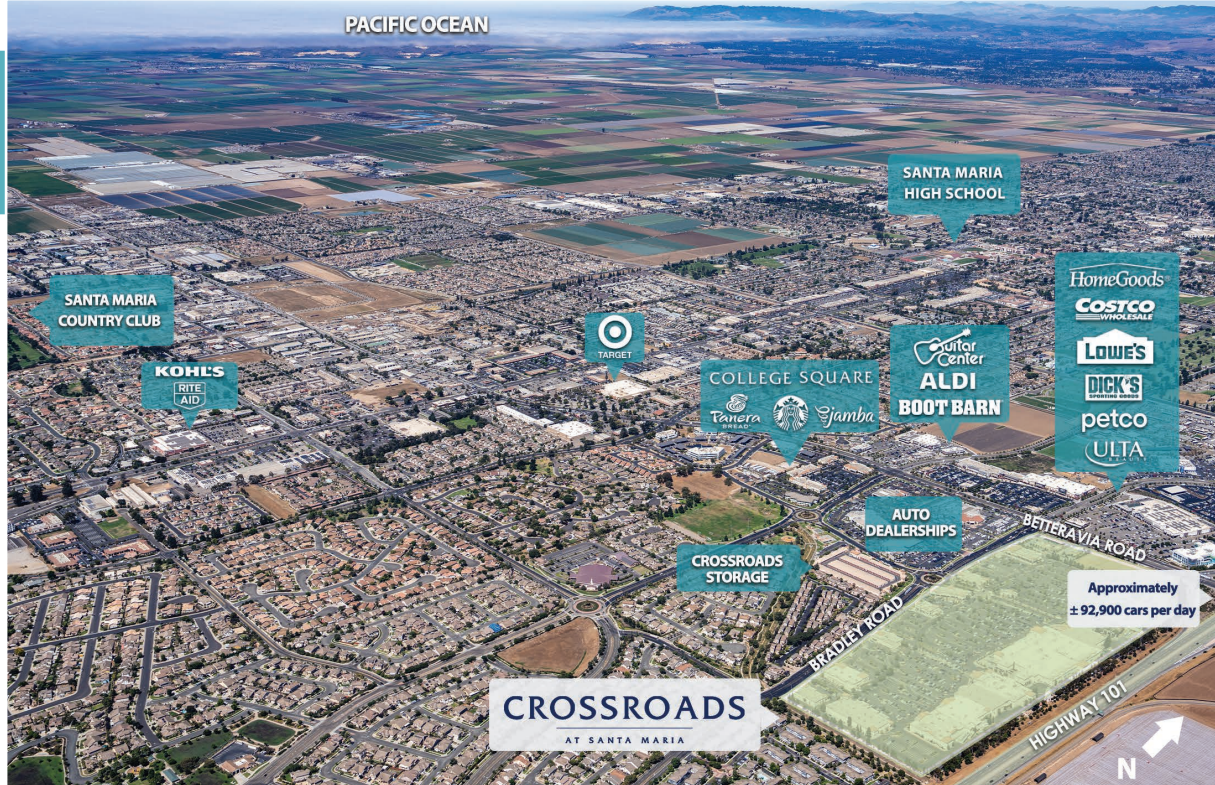 PACIFIC OCEAN
SANTA MARIA
HIGH SCHOOL
SANTA MARIA
COUNTRY CLUB
KOHL'S
RITE
AID
TARGET
COLLEGE SQUARE
Panera
BREAD®
jamba
Guitar
Center
ALDI
BOOT BARN®
HomeGoods®
COSTCO
WHOLESALE
LOWE'S
DICK'S
SPORTING GOODS
petco
ULTA
BEAUTY
AUTO
DEALERSHIPS
CROSSROADS
STORAGE
BETTERAVIA ROAD
BRADLEY ROAD
Approximately
± 92,900 cars per day
CROSSROADS
AT SANTA MARIA
HIGHWAY 101
N